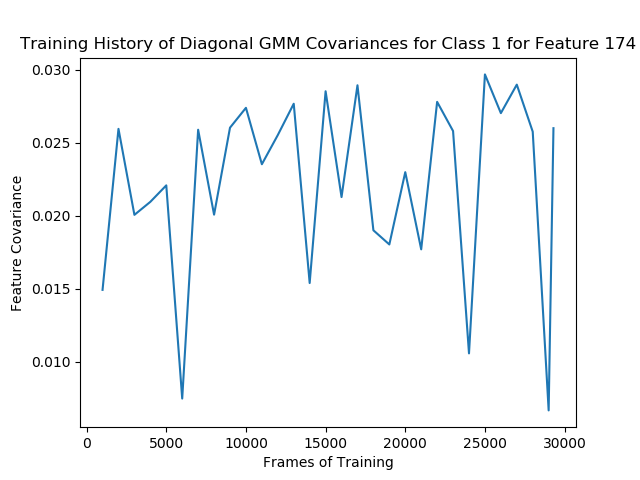 Training History of Diagonal GMM Covariances for Class 1 for Feature 174
0.030
0.025
0.020
0.015
0.010
Feature Covariance
0 5000 10000 15000 20000 25000 30000
Frames of Training